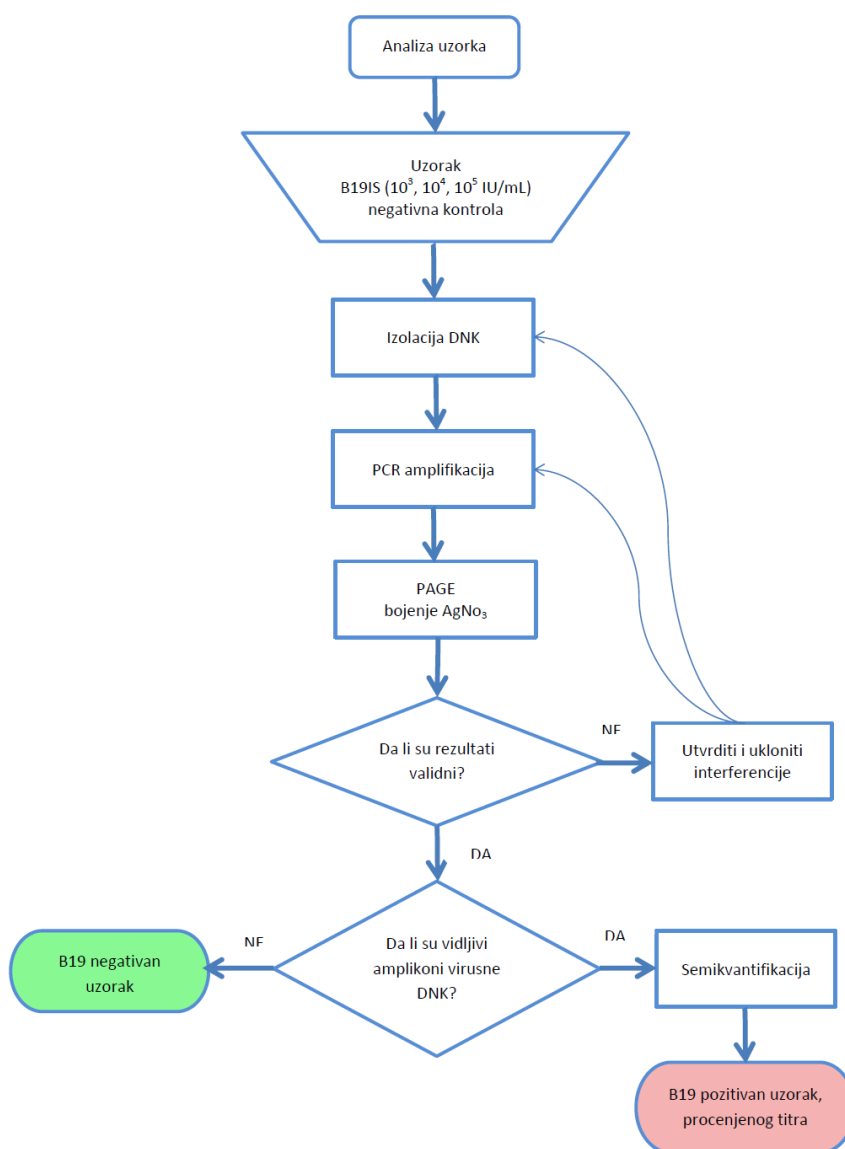 Analiza uzorka
Uzorak
B19IS (10³, 10⁴, 10⁵ IU/mL)
negativna kontrola
Izolacija DNK
PCR amplifikacija
PAGE
bojenje AgNo₃
Da li su rezultati
validni?
NE
Utvrditi i ukloniti
interferencije
DA
Da li su vidljivi
amplikoni virusne
DNK?
NE
B19 negativan
uzorak
DA
Semikvantifikacija
B19 pozitivan uzorak,
procenjenog titra